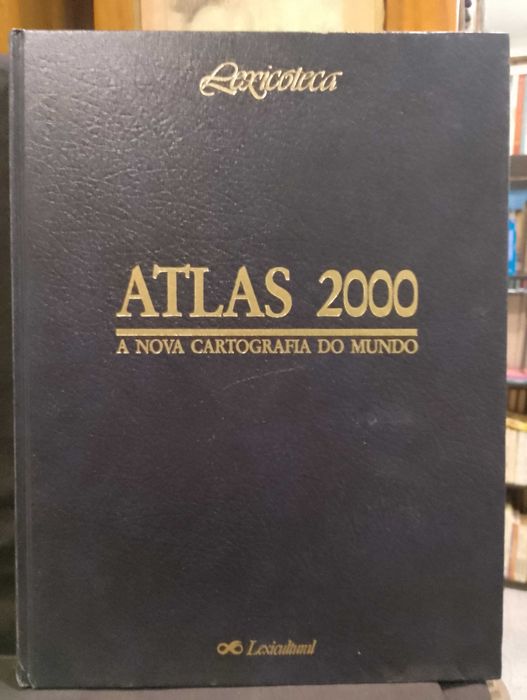 Lexicoteca
ATLAS 2000
A NOVA CARTOGRAFIA DO MUNDO
Lexicultural